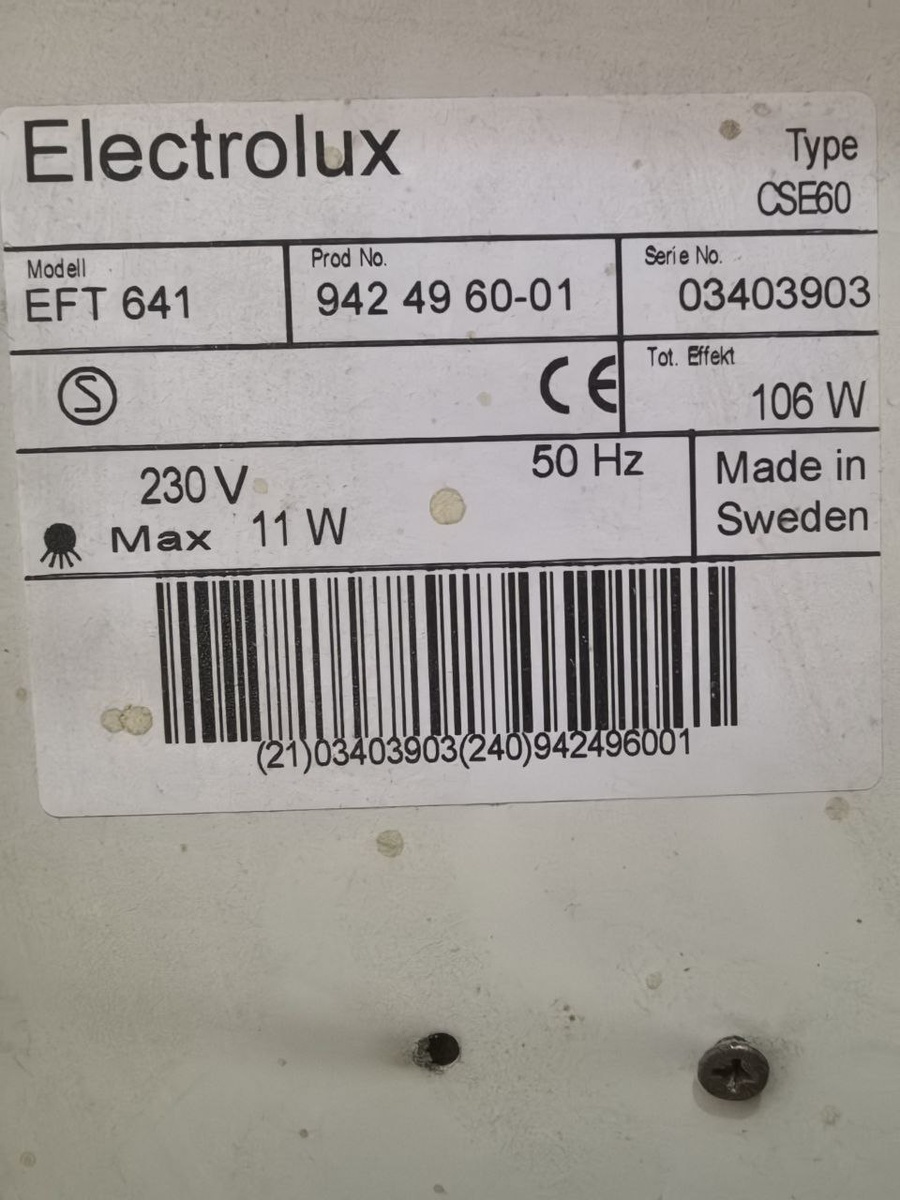 Electrolux
Type
CSE60
Modell
EFT 641
Prod No.
942 49 60-01
Serie No.
03403903
S
CE
Tot. Effekt
106 W
230 V
50 Hz
Max 11 W
Made in
Sweden
(21)03403903(240)942496001